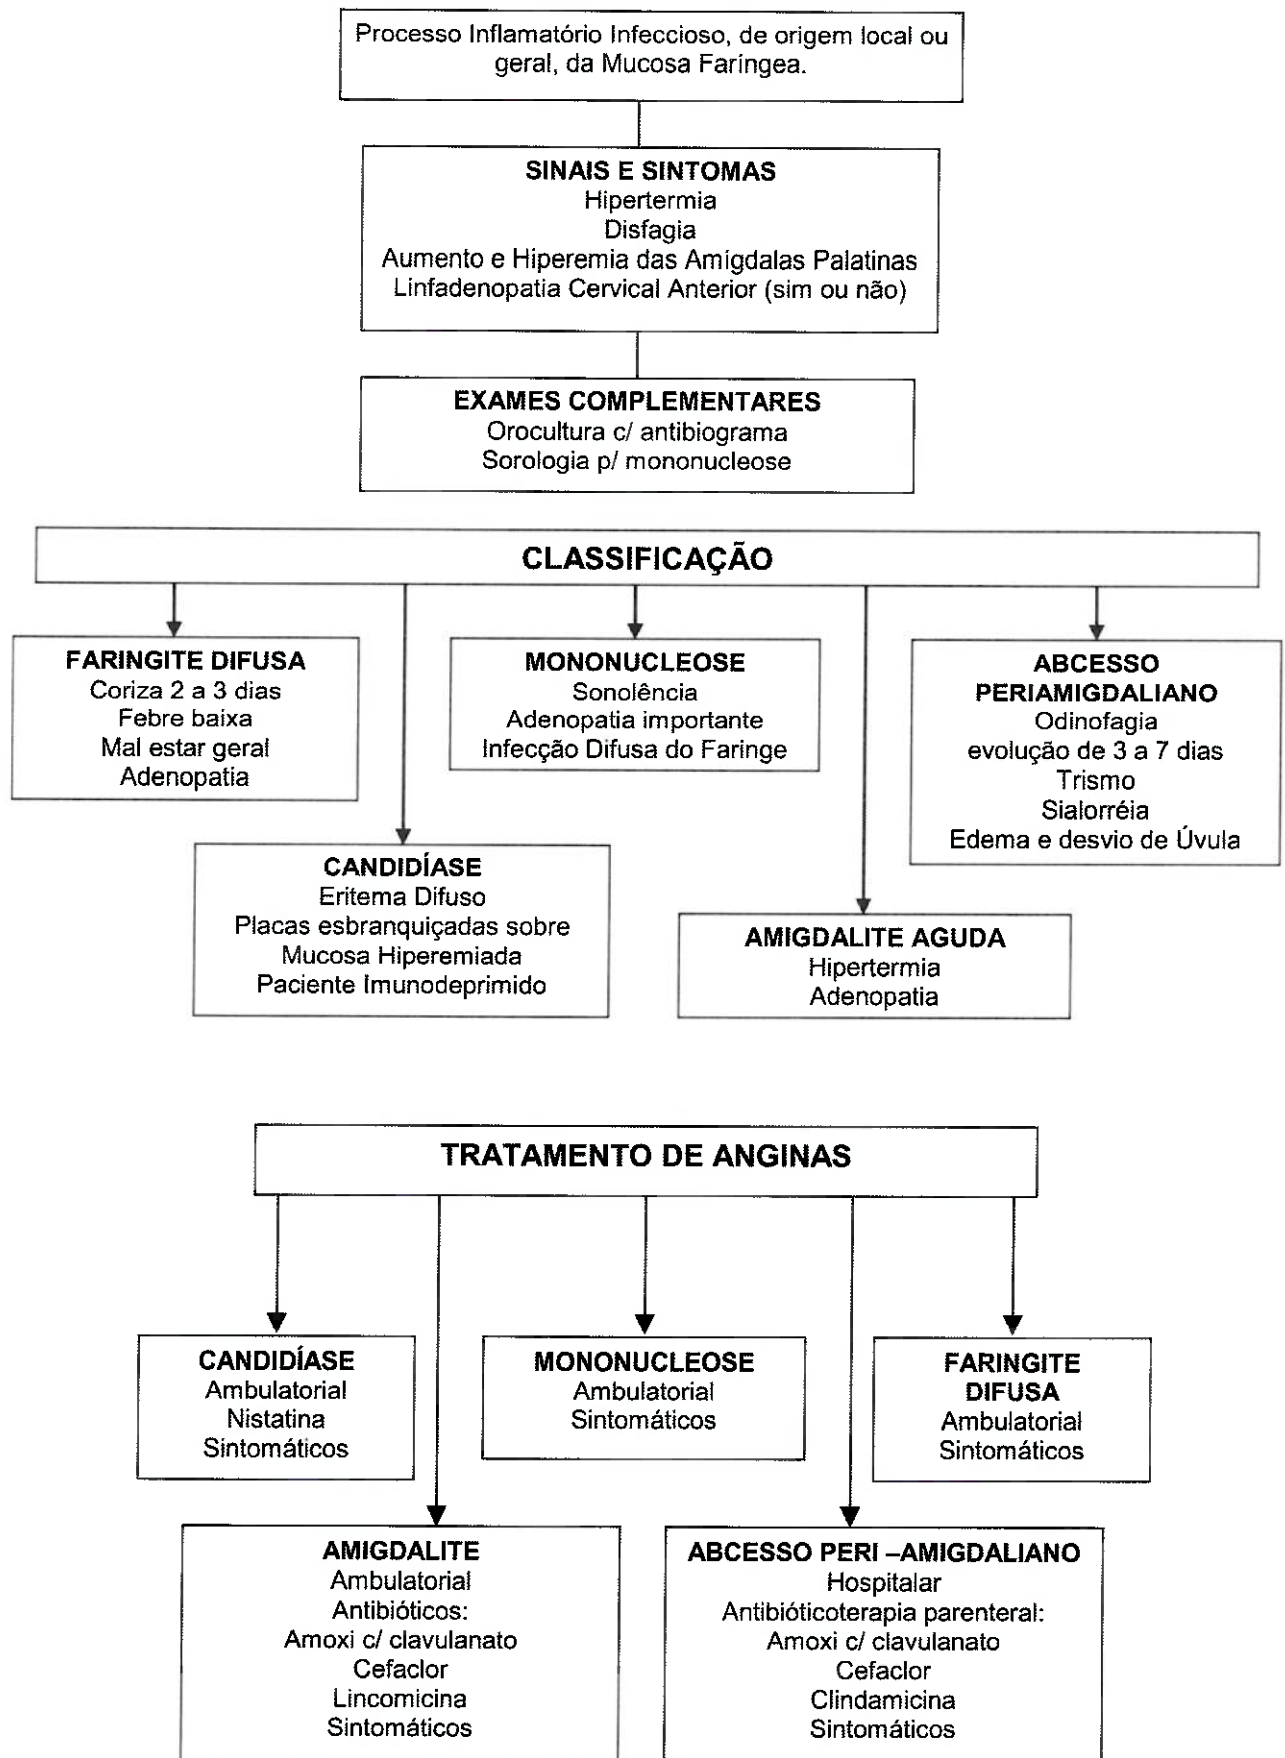 Processo Inflamatório Infeccioso, de origem local ou
geral, da Mucosa Faríngea.
SINAIS E SINTOMAS
Hipertermia
Disfagia
Aumento e Hiperemia das Amígdalas Palatinas
Linfadenopatia Cervical Anterior (sim ou não)
EXAMES COMPLEMENTARES
Orocultura c/ antibiograma
Sorologia p/ mononucleose
CLASSIFICAÇÃO
FARINGITE DIFUSA
Coriza 2 a 3 dias
Febre baixa
Mal estar geral
Adenopatia
MONONUCLEOSE
Sonolência
Adenopatia importante
Infecção Difusa do Faringe
ABCESSO
PERIAMIGDALIANO
Odinofagia
evolução de 3 a 7 dias
Trismo
Sialorréia
Edema e desvio de Úvula
CANDIDÍASE
Eritema Difuso
Placas esbranquiçadas sobre
Mucosa Hiperemiada
Paciente Imunodeprimido
AMIGDALITE AGUDA
Hipertermia
Adenopatia
TRATAMENTO DE ANGINAS
CANDIDÍASE
Ambulatorial
Nistatina
Sintomáticos
MONONUCLEOSE
Ambulatorial
Sintomáticos
FARINGITE
DIFUSA
Ambulatorial
Sintomáticos
AMIGDALITE
Ambulatorial
Antibióticos:
Amoxi c/ clavulanato
Cefaclor
Lincomicina
Sintomáticos
ABCESSO PERI –AMIGDALIANO
Hospitalar
Antibióticoterapia parenteral:
Amoxi c/ clavulanato
Cefaclor
Clindamicina
Sintomáticos